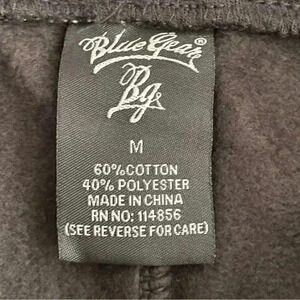 Blue Gear®
Bg
M
60%COTTON
40% POLYESTER
MADE IN CHINA
RN NO: 114856
(SEE REVERSE FOR CARE)